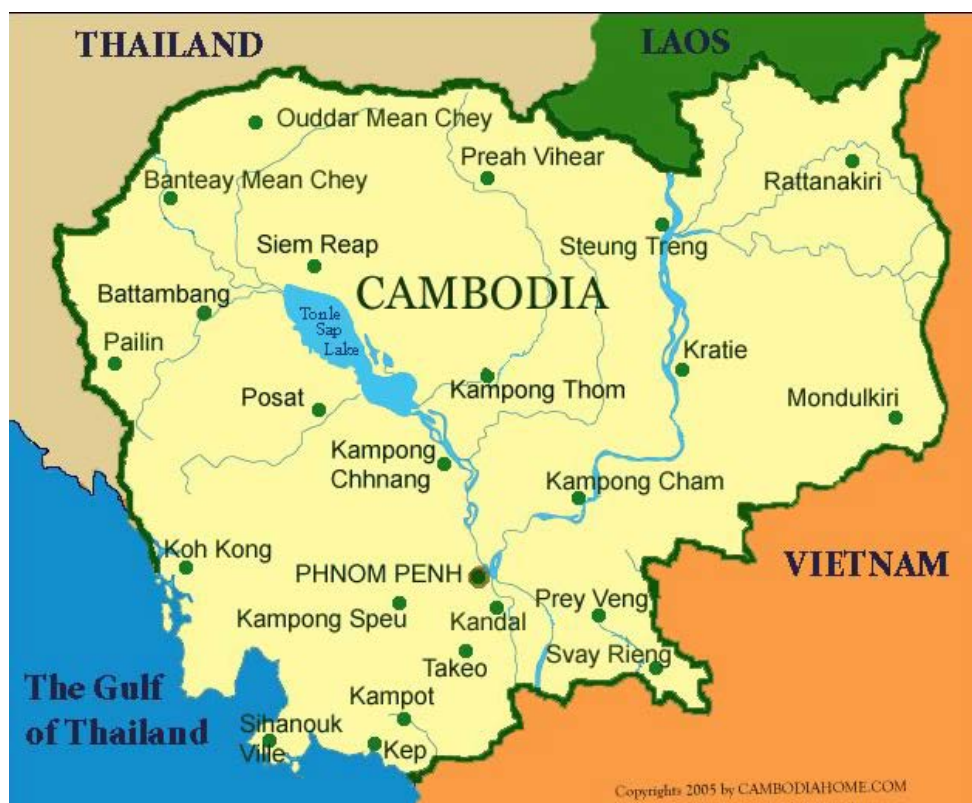 THAILAND
LAOS
Ouddar Mean Chey
Preah Vihear
Banteay Mean Chey
Rattanakiri
Siem Reap
Steung Treng
Battambang
CAMBODIA
Tonle
Sap
Lake
Pailin
Kratie
Posat
Kampong Thom
Mondulkiri
Kampong
Chhnang
Kampong Cham
Koh Kong
PHNOM PENH
VIETNAM
Kampong Speu
Kandal
Prey Veng
Takeo
Svay Rieng
The Gulf
of Thailand
Kampot
Sihanouk
Ville
Kep
Copyrights 2005 by CAMBODIAHOME.COM